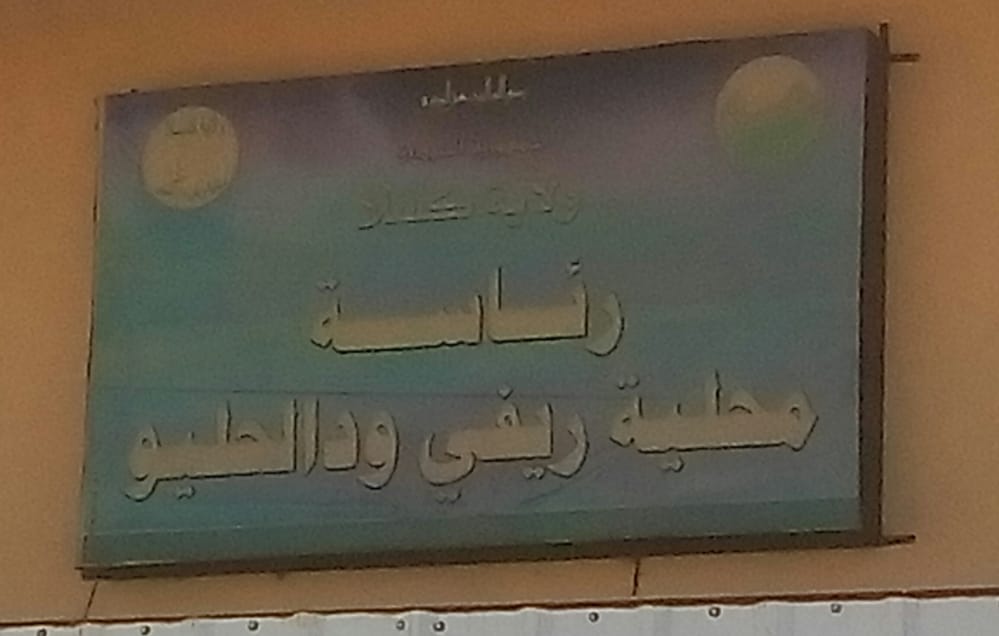 ولاية كسلا
رئاسة
محلية ريفي ودالحليو